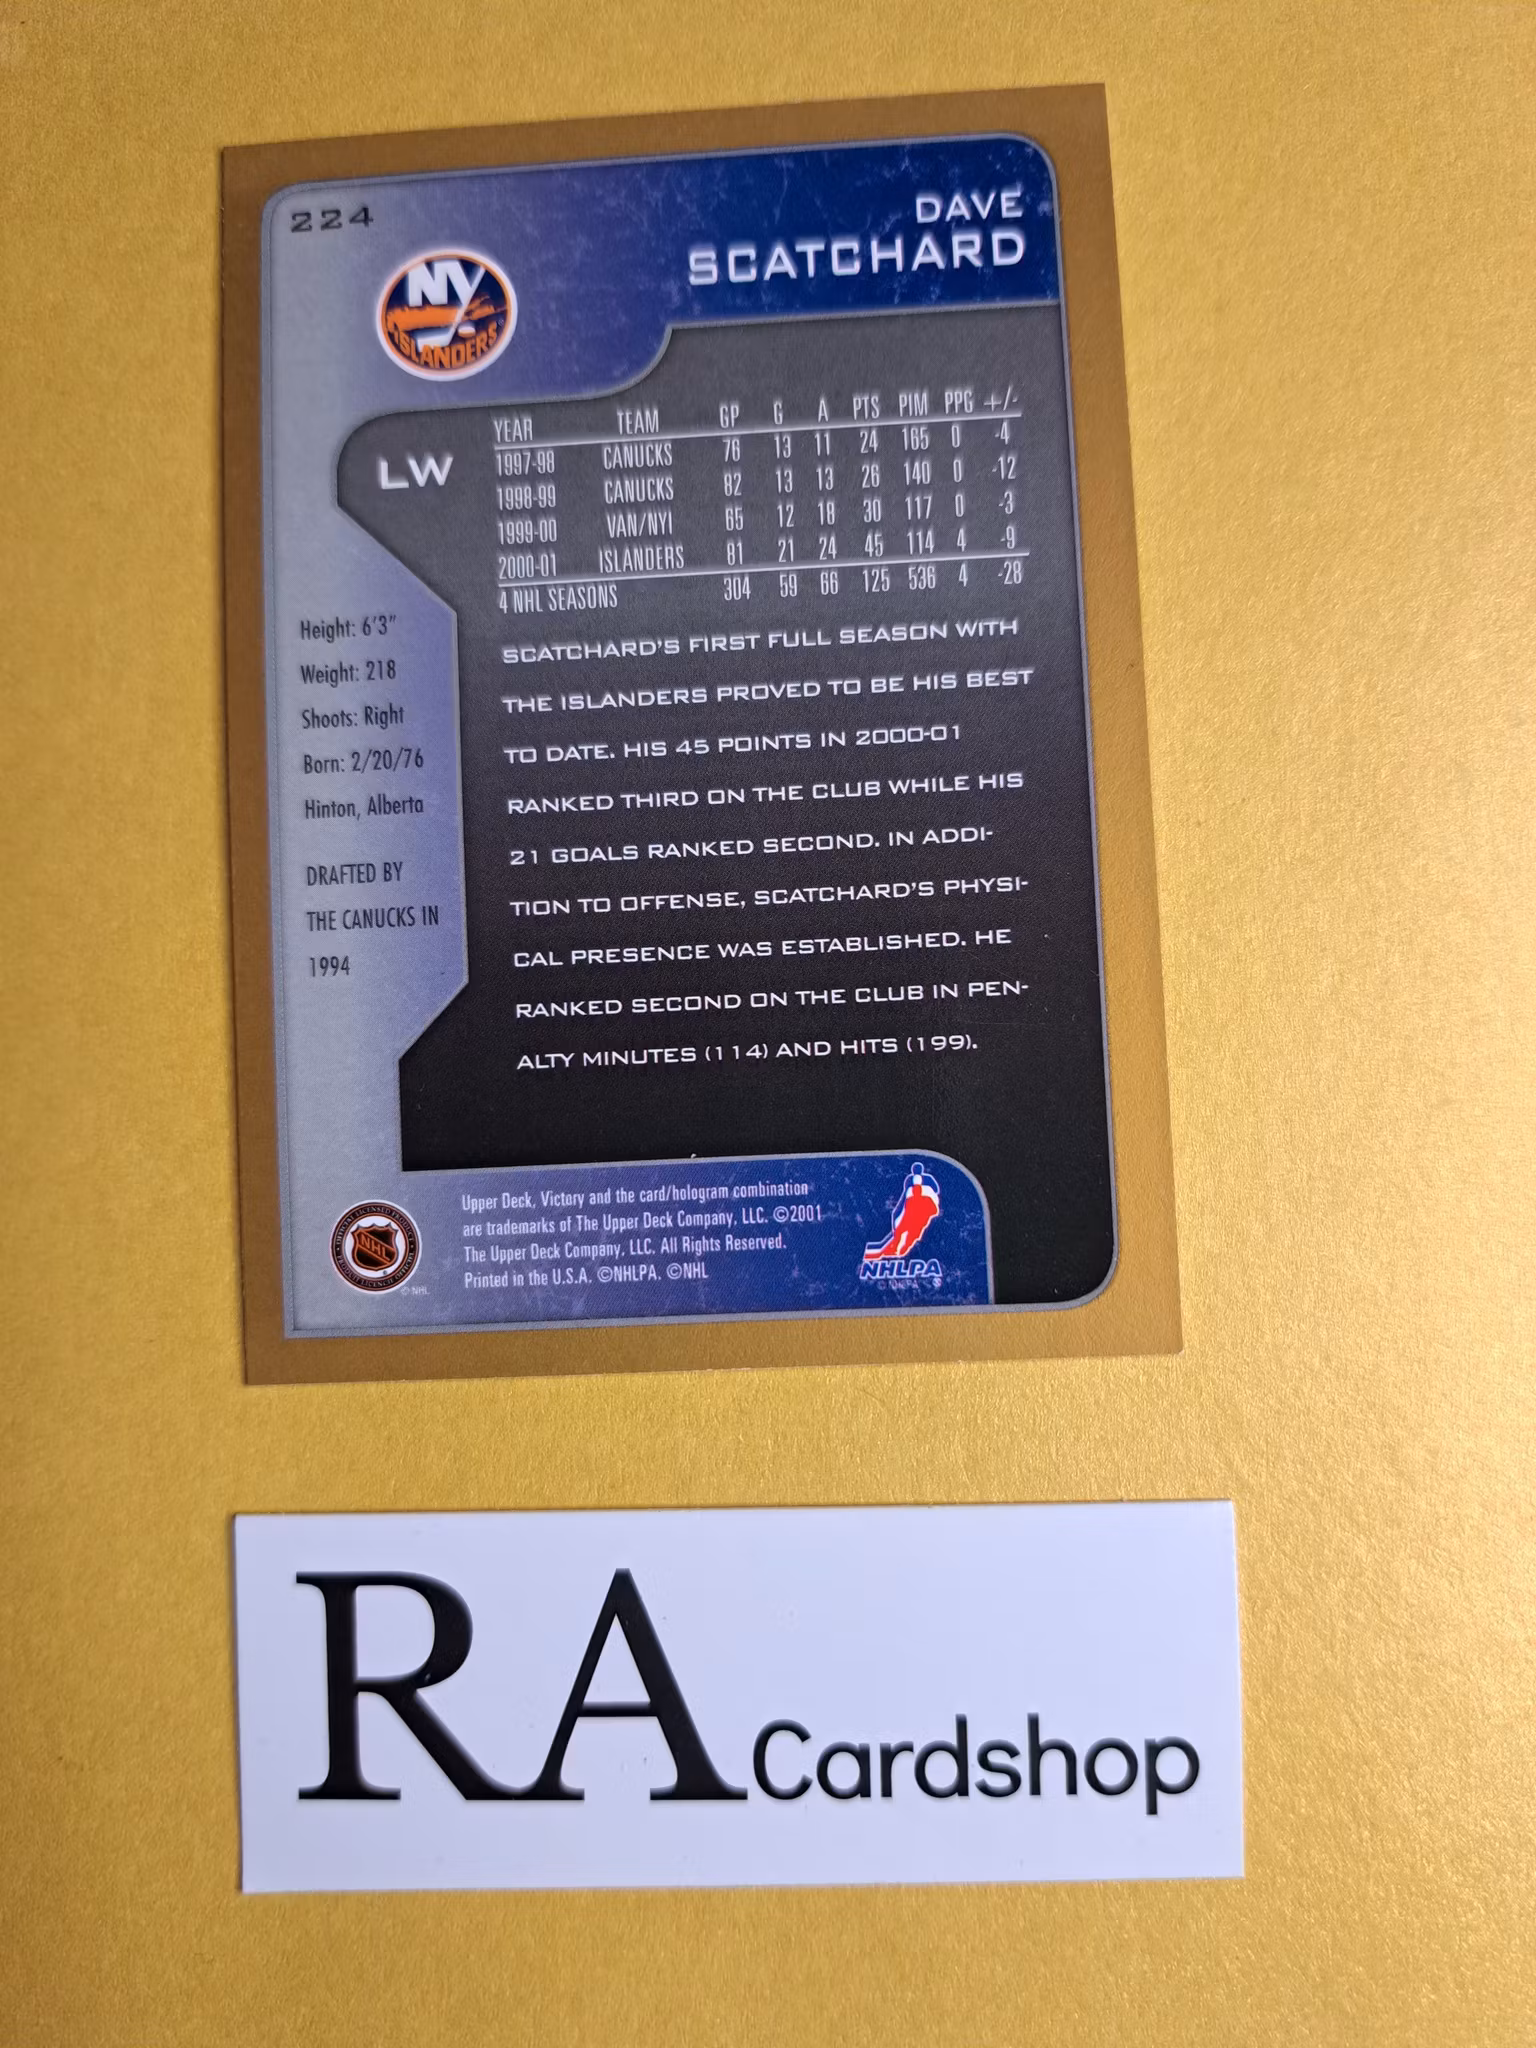 224
DAVE
SCATCHARD
NY
ISLANDERS
LW
YEAR TEAM GP G A PTS PIM PPG +/-
1997-98 CANUCKS 76 13 11 24 165 0 -4
1998-99 CANUCKS 82 13 13 26 140 0 -12
1999-00 VAN/NYI 65 12 18 30 117 0 -3
2000-01 ISLANDERS 81 21 24 45 114 4 -9
4 NHL SEASONS 304 59 66 125 536 4 -28
Height: 6'3"
Weight: 218
Shoots: Right
Born: 2/20/76
Hinton, Alberta
DRAFTED BY
THE CANUCKS IN
1994
SCATCHARD'S FIRST FULL SEASON WITH
THE ISLANDERS PROVED TO BE HIS BEST
TO DATE. HIS 45 POINTS IN 2000-01
RANKED THIRD ON THE CLUB WHILE HIS
21 GOALS RANKED SECOND. IN ADDI-
TION TO OFFENSE, SCATCHARD'S PHYSI-
CAL PRESENCE WAS ESTABLISHED. HE
RANKED SECOND ON THE CLUB IN PEN-
ALTY MINUTES (114) AND HITS (199).
NHL
©NHL
Upper Deck, Victory and the card/hologram combination
are trademarks of The Upper Deck Company, LLC. ©2001
The Upper Deck Company, LLC. All Rights Reserved.
Printed in the U.S.A. ©NHLPA. ©NHL
NHLPA
©NHLPA
RA Cardshop